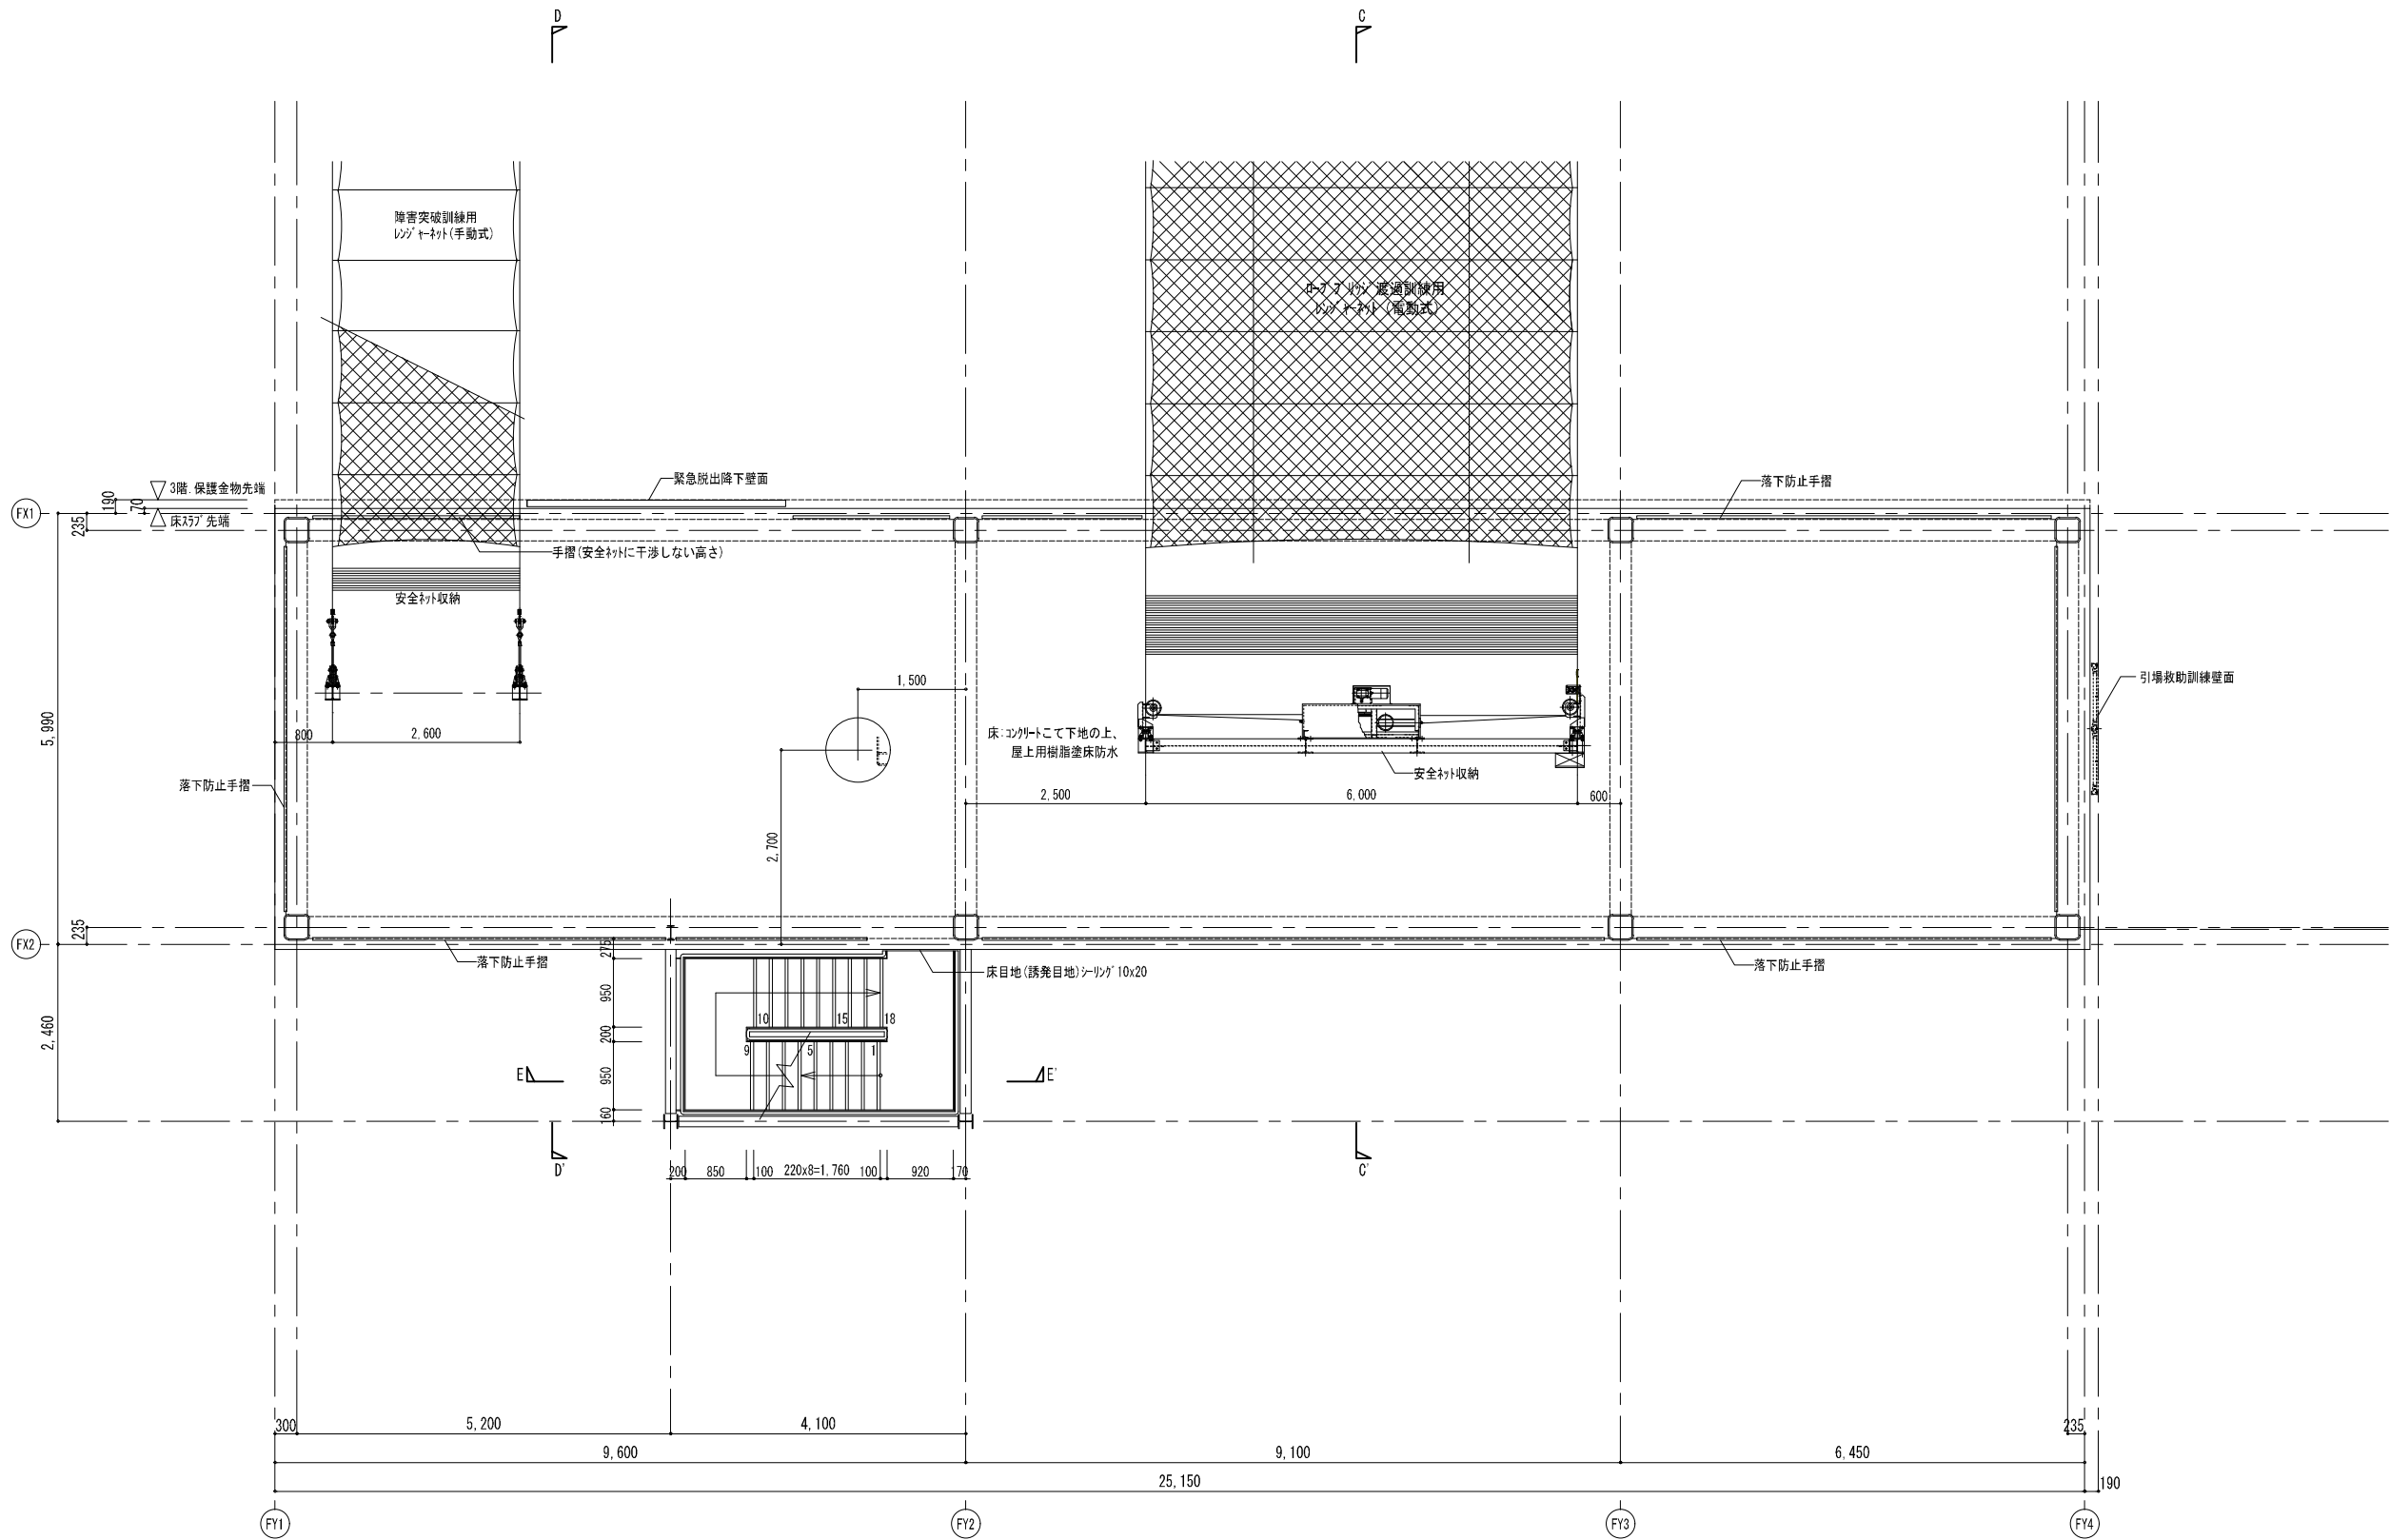 D
C
障害突破訓練用
ﾚﾝｼﾞｬｰﾈｯﾄ(手動式)
ﾛｰﾌﾟﾌﾞﾘｯｼﾞ渡過訓練用
ﾚﾝｼﾞｬｰﾈｯﾄ (電動式)
緊急脱出降下壁面
落下防止手摺
3階.保護金物先端
190
70
FX1
床ｽﾗﾌﾞ先端
235
手摺(安全ﾈｯﾄに干渉しない高さ)
安全ﾈｯﾄ収納
1,500
引場救助訓練壁面
5,990
800
2,600
床:ｺﾝｸﾘｰﾄこて下地の上、
屋上用樹脂塗床防水
安全ﾈｯﾄ収納
落下防止手摺
2,500
6,000
600
2,700
235
FX2
275
落下防止手摺
床目地(誘発目地)ｼｰﾘﾝｸﾞ10x20
落下防止手摺
950
10
15
18
2,460
200
9
5
1
950
E
E'
160
D'
C'
200
850
100
220x8=1,760
100
920
170
300
5,200
4,100
235
9,600
9,100
6,450
25,150
190
FY1
FY2
FY3
FY4